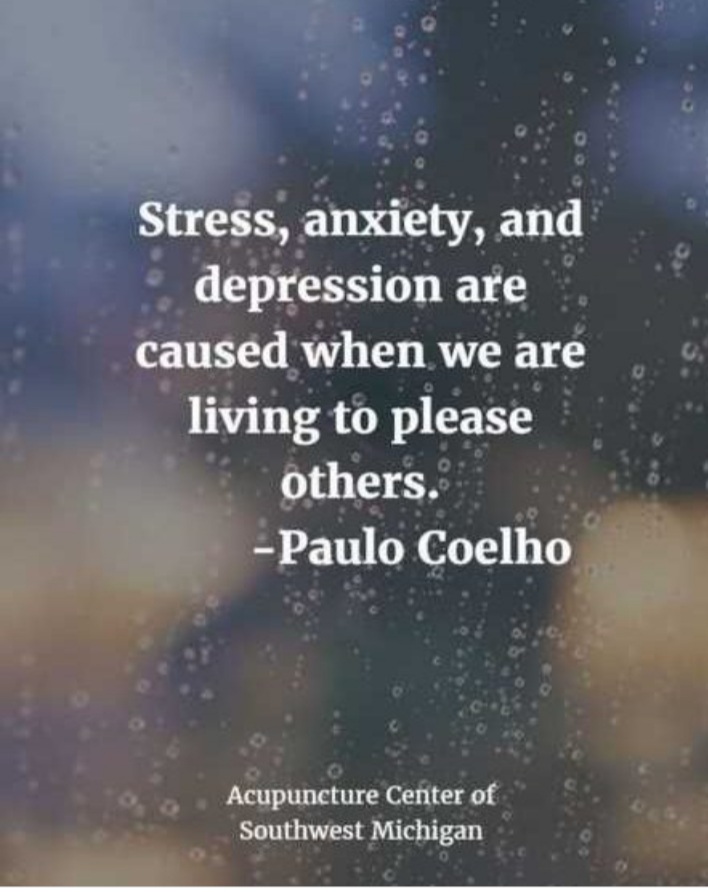 Stress, anxiety, and
depression are
caused when we are
living to please
others.
-Paulo Coelho
Acupuncture Center of
Southwest Michigan